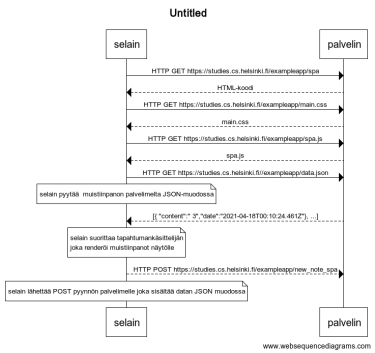 Untitled
selain
palvelin
HTTP GET https://studies.cs.helsinki.fi/exampleapp/spa
HTML-koodi
HTTP GET https://studies.cs.helsinki.fi/exampleapp/main.css
main.css
HTTP GET https://studies.cs.helsinki.fi/exampleapp/spa.js
spa.js
HTTP GET https://studies.cs.helsinki.fi/exampleapp/data.json
selain pyytää muistiinpanon palvelimelta JSON-muodossa
[{ "content":" 3","date":"2021-04-18T00:10:24.461Z"}, ...]
selain suorittaa tapahtumankäsittelijän
joka renderöi muistiinpanot näytölle
HTTP POST https://studies.cs.helsinki.fi/exampleapp/new_note_spa
selain lähettää POST pyynnön palvelimelle joka sisältää datan JSON muodossa
selain
palvelin
www.websequencediagrams.com